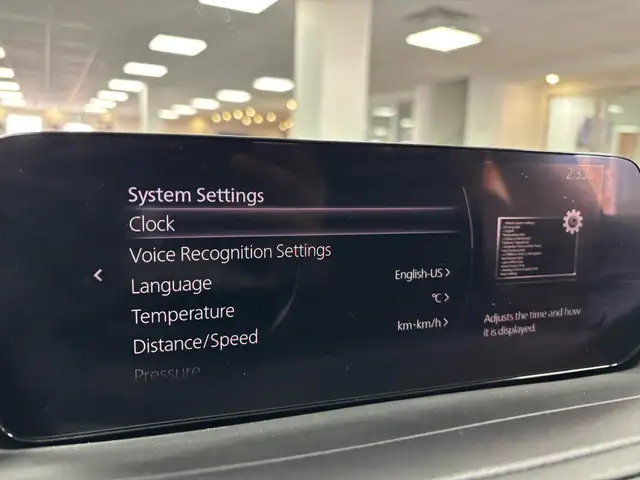 System Settings
Clock
Voice Recognition Settings
Language English-US >
Temperature °C >
Distance/Speed km·km/h >
Pressure
Adjusts the time and how
it is displayed.